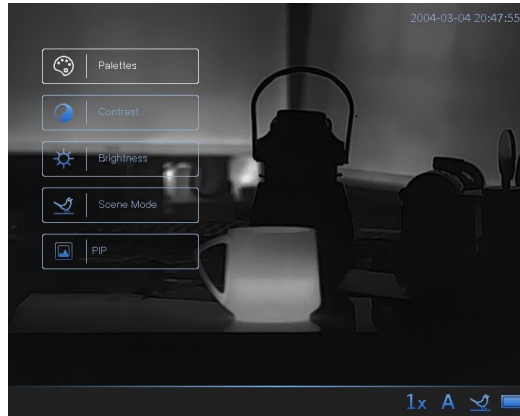 2004-03-04 20:47:55
Palettes
Contrast
Brightness
Scene Mode
PIP
1x A